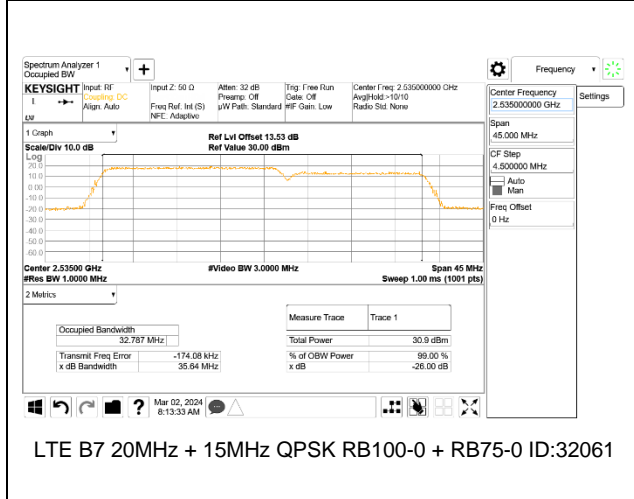 Spectrum Analyzer 1
Occupied BW
+
Frequency
KEYSIGHT
Input: RF
Coupling: DC
Align: Auto
Input Z: 50 Ω
Freq Ref: Int (S)
NFE: Adaptive
Atten: 32 dB
Preamp: Off
µW Path: Standard
Trig: Free Run
Gate: Off
#IF Gain: Low
Center Freq: 2.535000000 GHz
Avg|Hold:>10/10
Radio Std: None
Center Frequency
2.535000000 GHz
Settings
Span
45.000 MHz
CF Step
4.500000 MHz
Auto
Man
Freq Offset
0 Hz
1 Graph
Scale/Div 10.0 dB
Ref Lvl Offset 13.53 dB
Ref Value 30.00 dBm
Log
20.0
10.0
0.00
-10.0
-20.0
-30.0
-40.0
-50.0
-60.0
Center 2.53500 GHz
#Video BW 3.0000 MHz
Span 45 MHz
#Res BW 1.0000 MHz
Sweep 1.00 ms (1001 pts)
2 Metrics
Measure Trace
Trace 1
Occupied Bandwidth
32.787 MHz
Total Power
30.9 dBm
Transmit Freq Error
-174.08 kHz
% of OBW Power
99.00 %
x dB Bandwidth
35.64 MHz
x dB
-26.00 dB
?
Mar 02, 2024
8:13:33 AM
LTE B7 20MHz + 15MHz QPSK RB100-0 + RB75-0 ID:32061